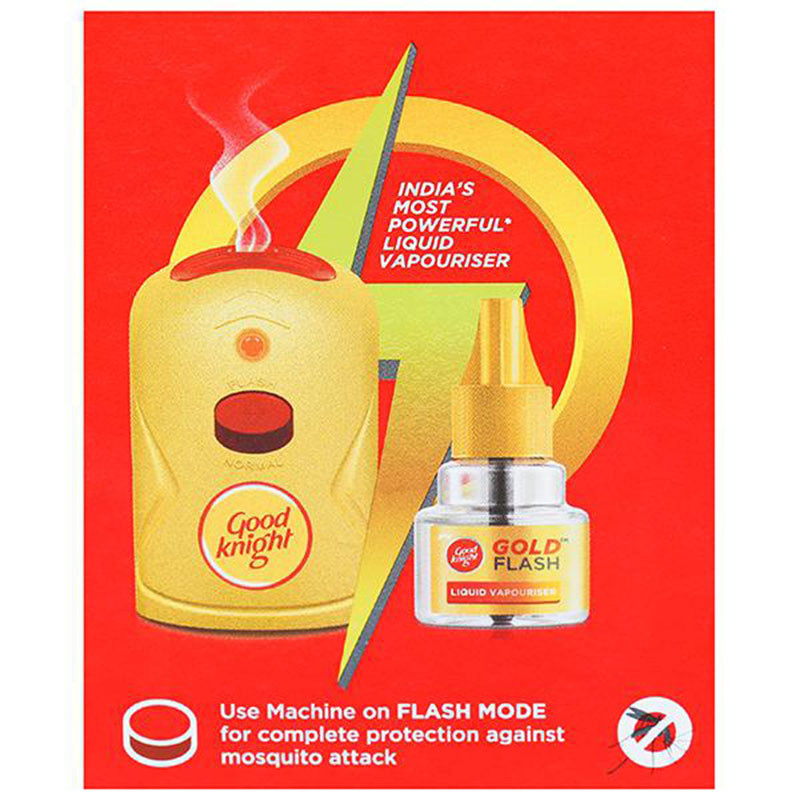 INDIA'S
MOST
POWERFUL*
LIQUID
VAPOURISER
FLASH
NORMAL
Good
knight
Good
knight
GOLD™
FLASH
LIQUID VAPOURISER
Use Machine on FLASH MODE
for complete protection against
mosquito attack